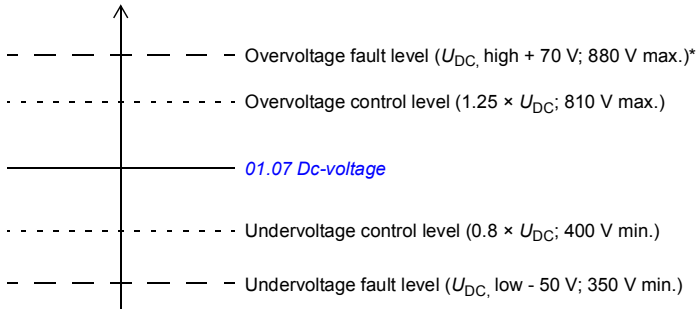 Overvoltage fault level (UDC, high + 70 V; 880 V max.)*
Overvoltage control level (1.25 × UDC; 810 V max.)
01.07 Dc-voltage
Undervoltage control level (0.8 × UDC; 400 V min.)
Undervoltage fault level (UDC, low - 50 V; 350 V min.)